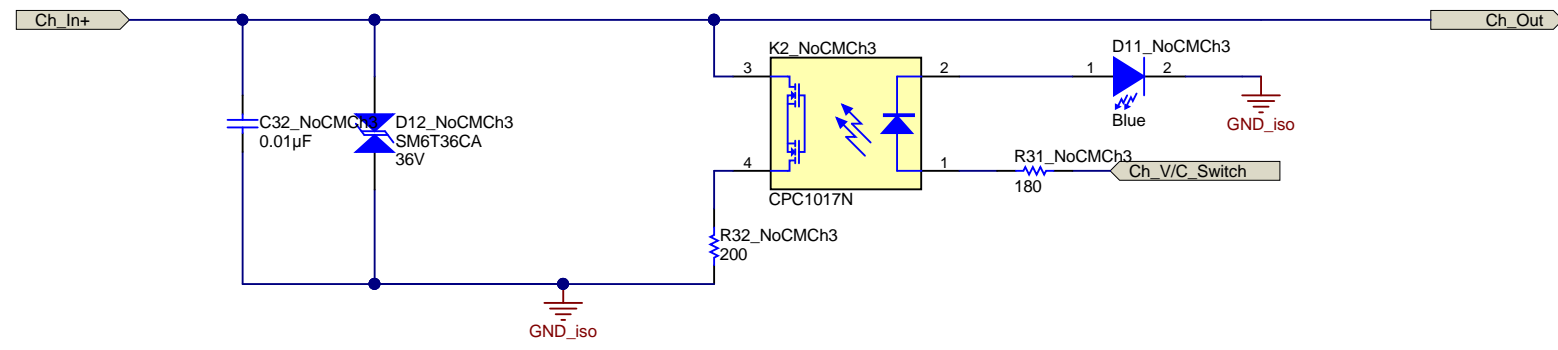 Ch_In+
Ch_Out
K2_NoCMCh3
D11_NoCMCh3
3
2
1
2
Blue
GND_iso
C32_NoCMCh3
0.01µF
D12_NoCMCh3
SM6T36CA
36V
4
1
CPC1017N
R31_NoCMCh3
180
Ch_V/C_Switch
R32_NoCMCh3
200
GND_iso